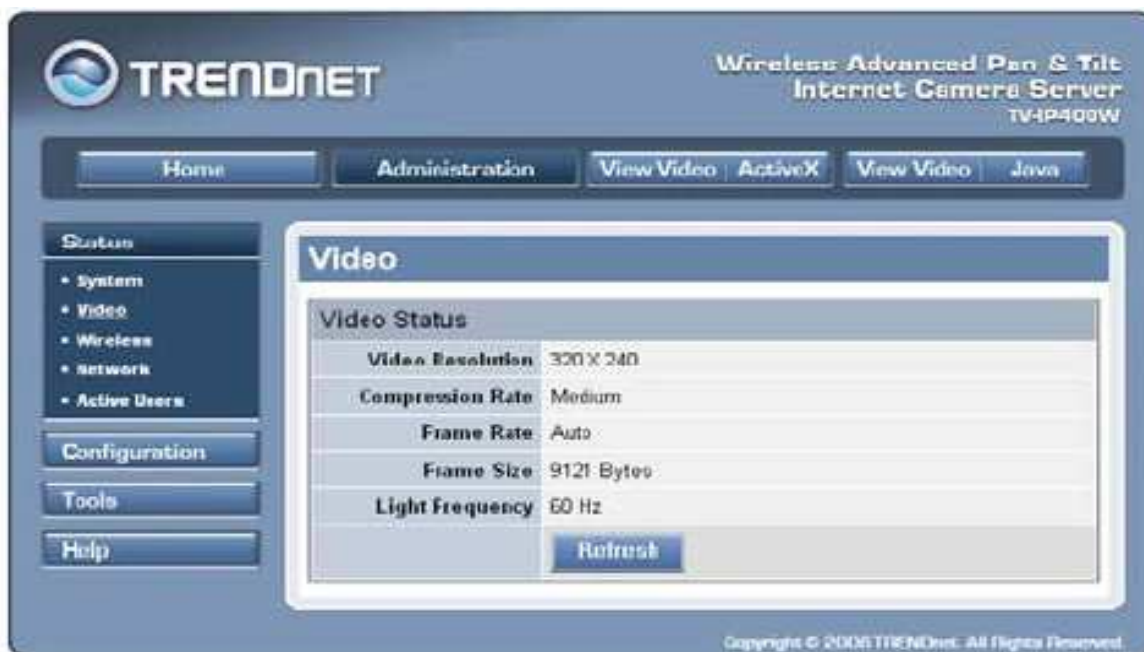 TRENDNET
Wireless Advanced Pan & Tilt
Internet Camera Server
TV-IP400W
Home Administration View Video ActiveX View Video Java
Status
• System
• Video
• Wireless
• Network
• Active Users
Configuration
Tools
Help
Video
Video Status
Video Resolution 320 X 240
Compression Rate Medium
Frame Rate Auto
Frame Size 9121 Bytes
Light Frequency 60 Hz
Refresh
Copyright © 2006 TRENDnet. All Rights Reserved.